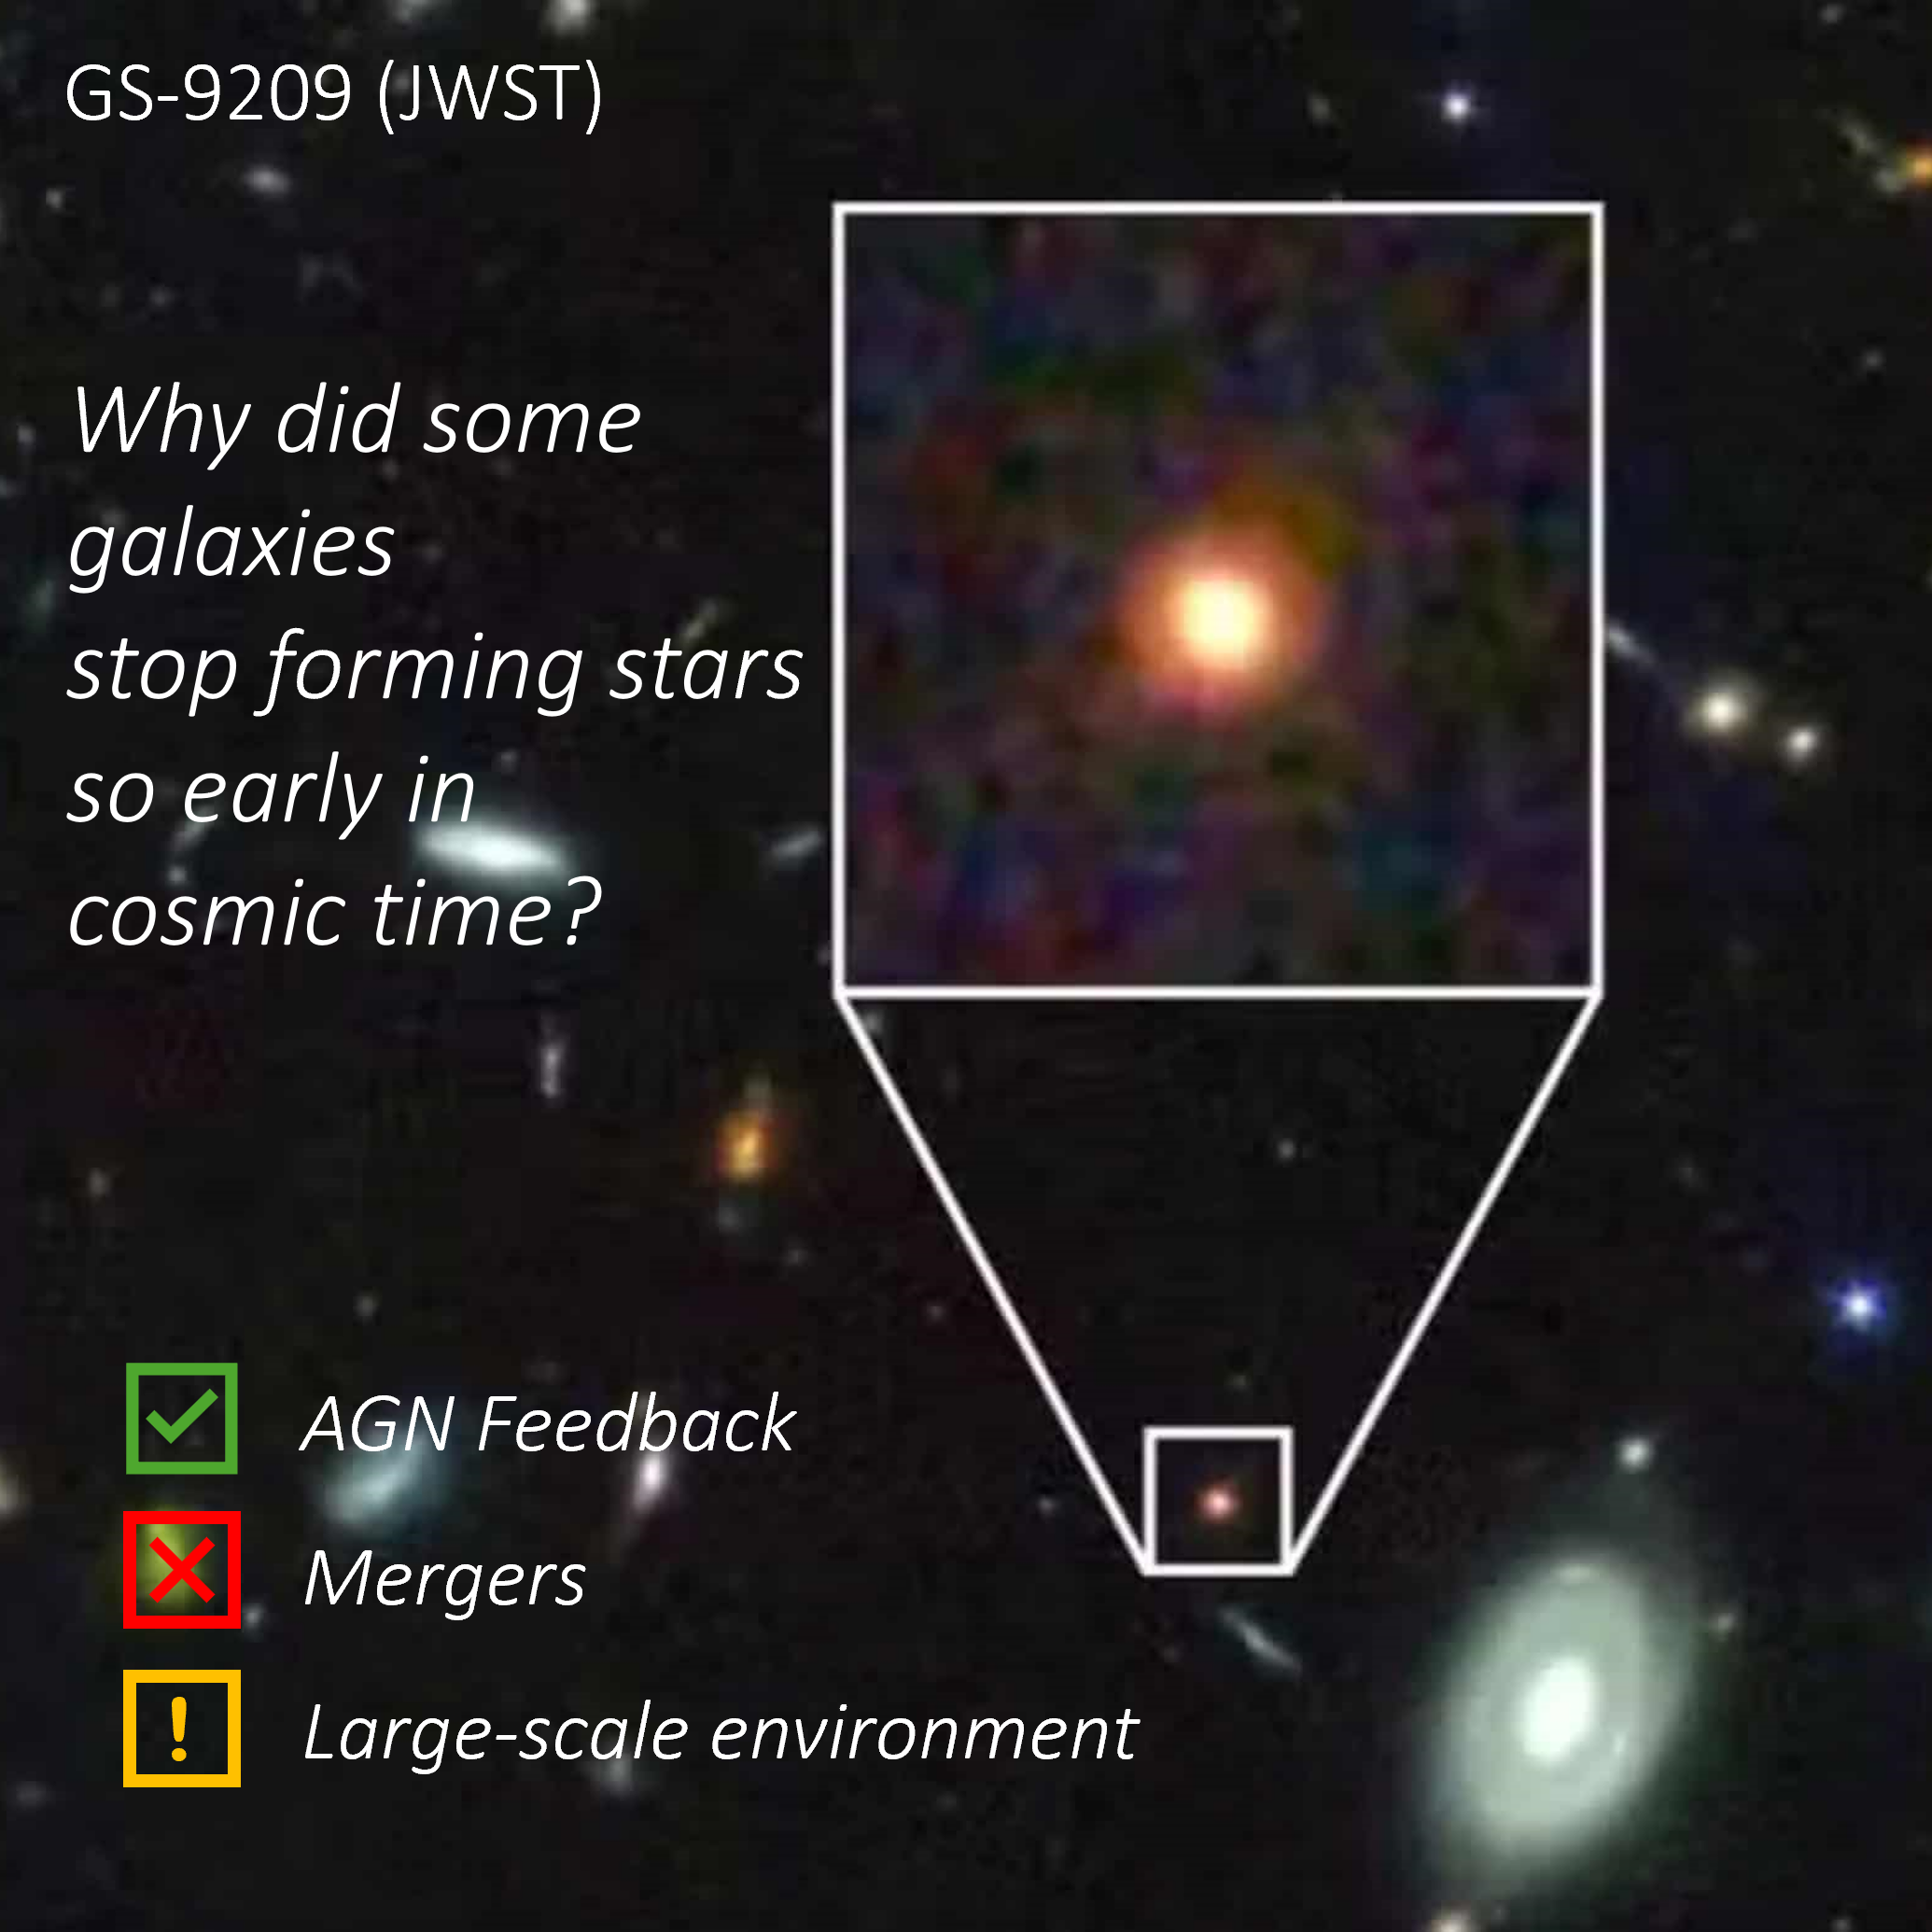 GS-9209 (JWST)
Why did some
galaxies
stop forming stars
so early in
cosmic time?
AGN Feedback
Mergers
!
Large-scale environment